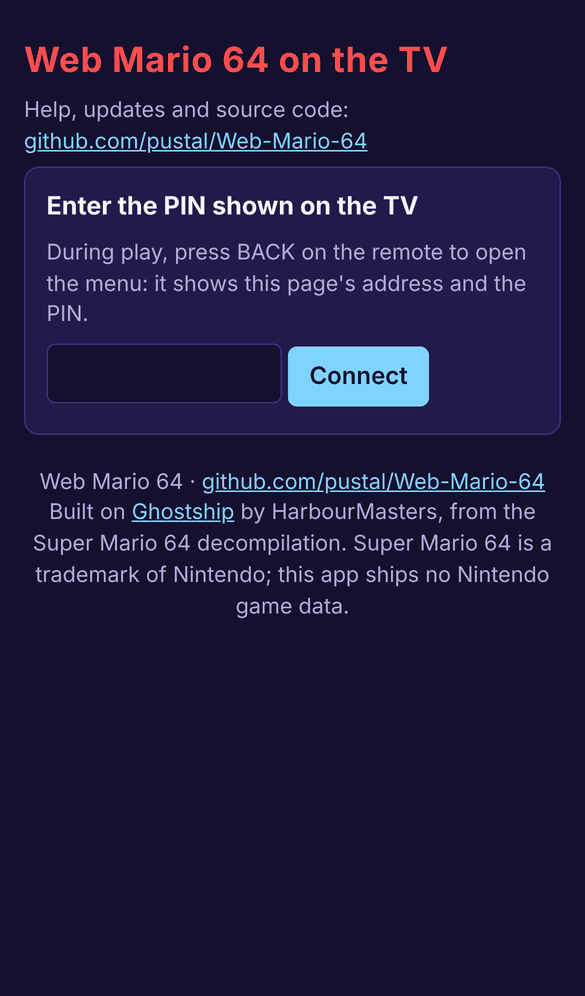 Web Mario 64 on the TV
Help, updates and source code:
github.com/pustal/Web-Mario-64
Enter the PIN shown on the TV
During play, press BACK on the remote to open
the menu: it shows this page's address and the
PIN.
Connect
Web Mario 64 · github.com/pustal/Web-Mario-64
Built on Ghostship by HarbourMasters, from the
Super Mario 64 decompilation. Super Mario 64 is a
trademark of Nintendo; this app ships no Nintendo
game data.